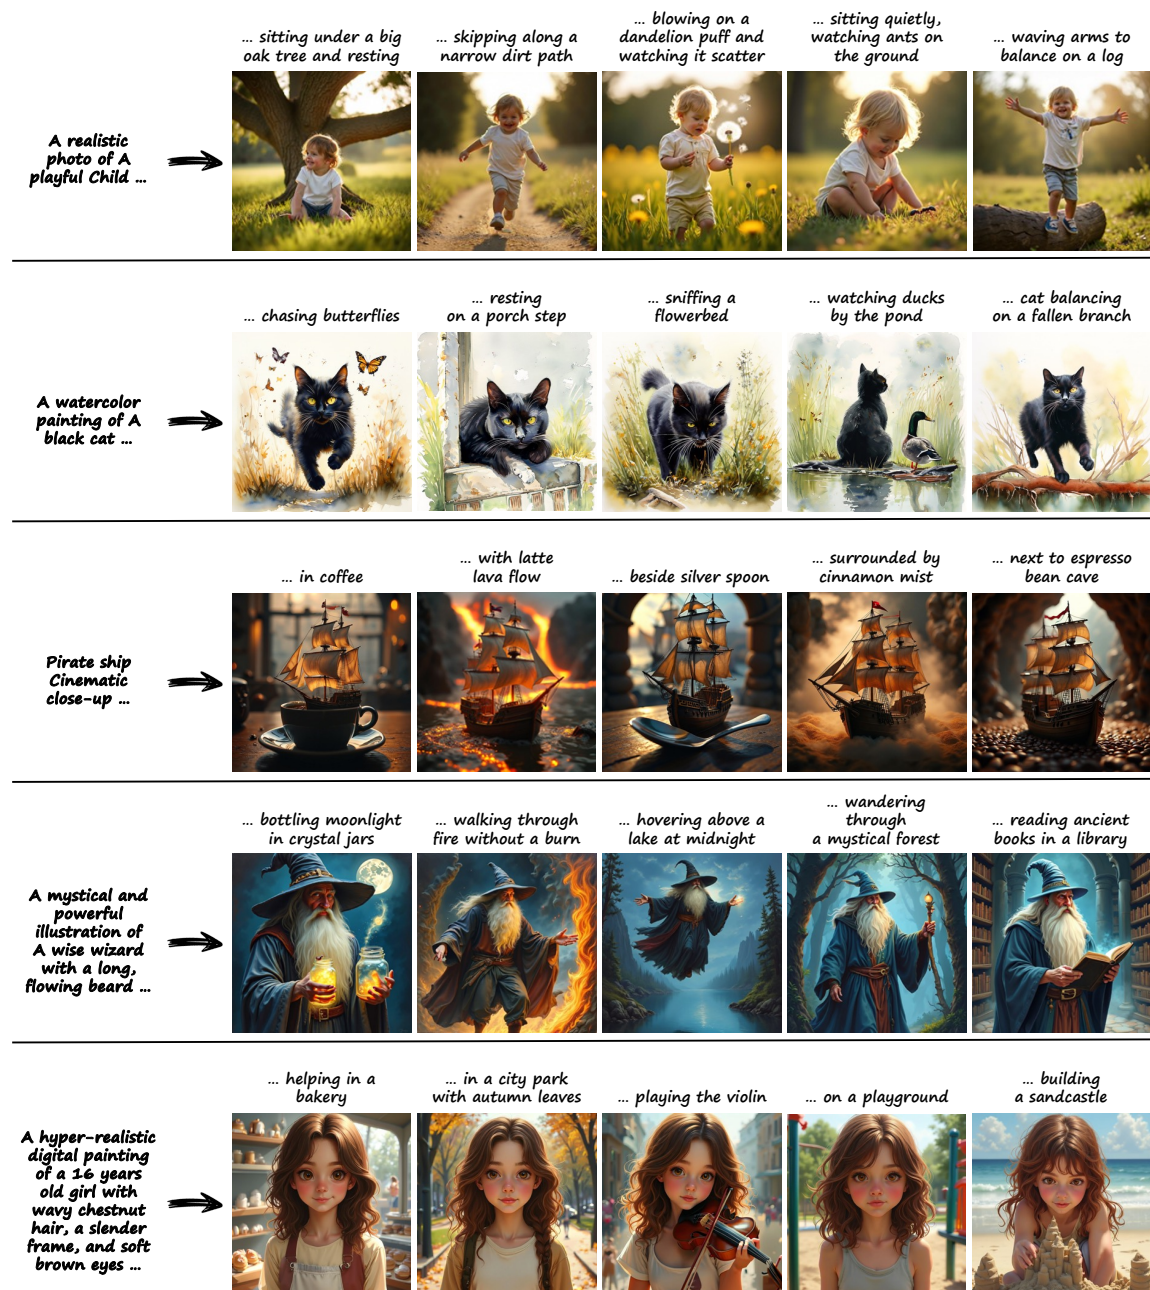 ... sitting under a big
oak tree and resting
... skipping along a
narrow dirt path
... blowing on a
dandelion puff and
watching it scatter
... sitting quietly,
watching ants on
the ground
... waving arms to
balance on a log
A realistic
photo of A
playful Child ...
... chasing butterflies
... resting
on a porch step
... sniffing a
flowerbed
... watching ducks
by the pond
... cat balancing
on a fallen branch
A watercolor
painting of A
black cat ...
... in coffee
... with latte
lava flow
... beside silver spoon
... surrounded by
cinnamon mist
... next to espresso
bean cave
Pirate ship
Cinematic
close-up ...
... bottling moonlight
in crystal jars
... walking through
fire without a burn
... hovering above a
lake at midnight
... wandering
through
a mystical forest
... reading ancient
books in a library
A mystical and
powerful
illustration of
A wise wizard
with a long,
flowing beard ...
... helping in a
bakery
... in a city park
with autumn leaves
... playing the violin
... on a playground
... building
a sandcastle
A hyper-realistic
digital painting
of a 16 years
old girl with
wavy chestnut
hair, a slender
frame, and soft
brown eyes ...